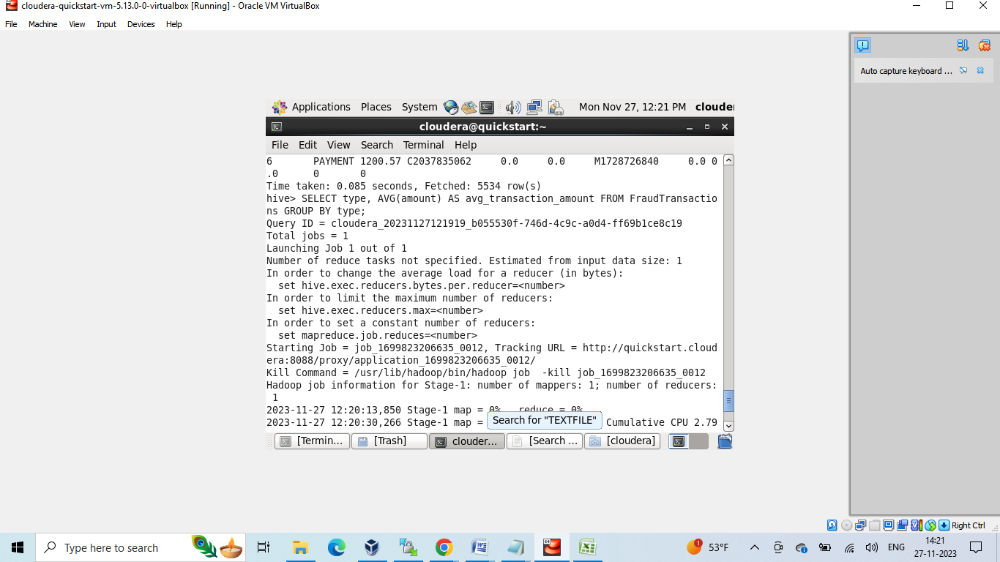 cloudera-quickstart-vm-5.13.0-0-virtualbox [Running] - Oracle VM VirtualBox
File Machine View Input Devices Help
Auto capture keyboard ...
Applications Places System Mon Nov 27, 12:21 PM clouder
cloudera@quickstart:~
File Edit View Search Terminal Help
6 PAYMENT 1200.57 C2037835062 0.0 0.0 M1728726840 0.0 0
.0 0 0
Time taken: 0.085 seconds, Fetched: 5534 row(s)
hive> SELECT type, AVG(amount) AS avg_transaction_amount FROM FraudTransactio
ns GROUP BY type;
Query ID = cloudera_20231127121919_b055530f-746d-4c9c-a0d4-ff69b1ce8c19
Total jobs = 1
Launching Job 1 out of 1
Number of reduce tasks not specified. Estimated from input data size: 1
In order to change the average load for a reducer (in bytes):
set hive.exec.reducers.bytes.per.reducer=<number>
In order to limit the maximum number of reducers:
set hive.exec.reducers.max=<number>
In order to set a constant number of reducers:
set mapreduce.job.reduces=<number>
Starting Job = job_1699823206635_0012, Tracking URL = http://quickstart.cloud
era:8088/proxy/application_1699823206635_0012/
Kill Command = /usr/lib/hadoop/bin/hadoop job -kill job_1699823206635_0012
Hadoop job information for Stage-1: number of mappers: 1; number of reducers:
1
2023-11-27 12:20:13,850 Stage-1 map = 0%, reduce = 0%
2023-11-27 12:20:30,266 Stage-1 map = Cumulative CPU 2.79
Search for "TEXTFILE"
[Termin... [Trash] clouder... [Search ... [cloudera]
Right Ctrl
Type here to search
1 53°F ENG 14:21
27-11-2023